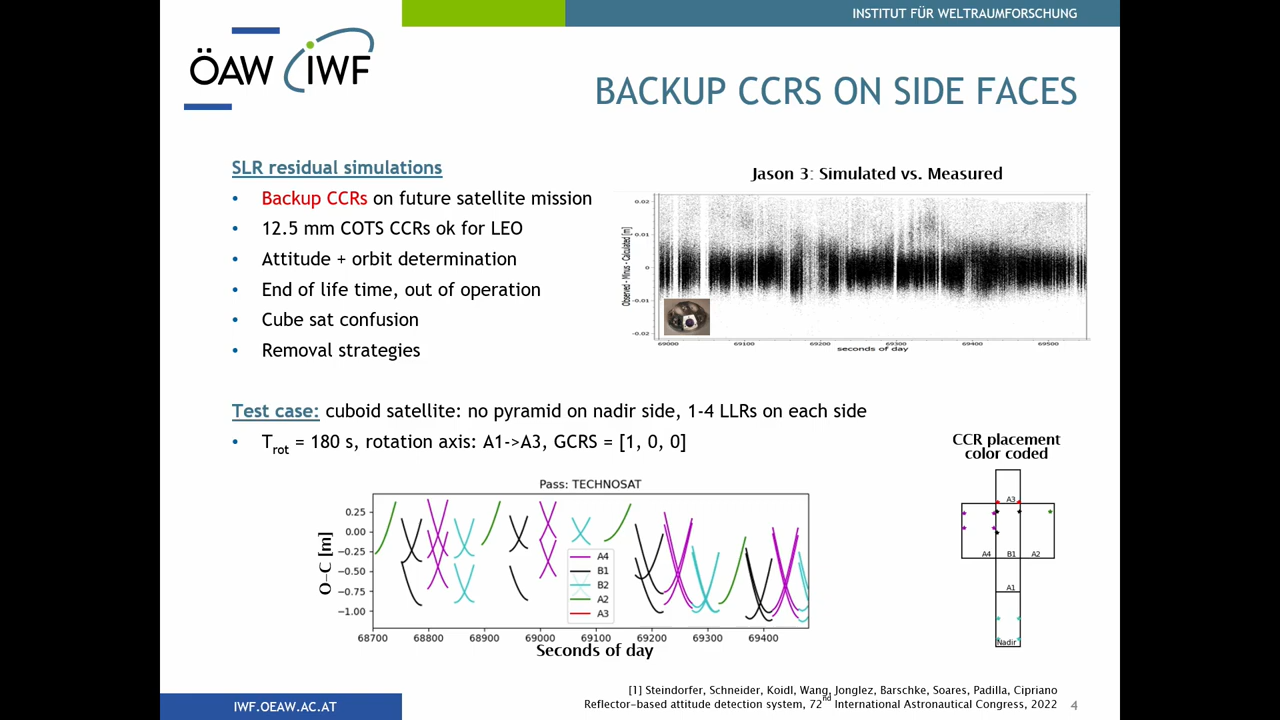 INSTITUT FÜR WELTRAUMFORSCHUNG
ÖAW IWF
BACKUP CCRS ON SIDE FACES
SLR residual simulations
• Backup CCRs on future satellite mission
• 12.5 mm COTS CCRs ok for LEO
• Attitude + orbit determination
• End of life time, out of operation
• Cube sat confusion
• Removal strategies
Jason 3: Simulated vs. Measured
Observed - Minus - Calculated [m]
0.02
0.01
0
-0.01
-0.02
69000 69100 69200 69300 69400 69500
seconds of day
Test case: cuboid satellite: no pyramid on nadir side, 1-4 LLRs on each side
• Trot = 180 s, rotation axis: A1->A3, GCRS = [1, 0, 0]
Pass: TECHNOSAT
O-C [m]
0.25
0.00
−0.25
−0.50
−0.75
−1.00
A4
B1
B2
A2
A3
68700 68800 68900 69000 69100 69200 69300 69400
Seconds of day
CCR placement
color coded
A3
A4 B1 A2
A1
Nadir
[1] Steindorfer, Schneider, Koidl, Wang, Jonglez, Barschke, Soares, Padilla, Cipriano
Reflector-based attitude detection system, 72nd International Astronautical Congress, 2022
4
IWF.OEAW.AC.AT